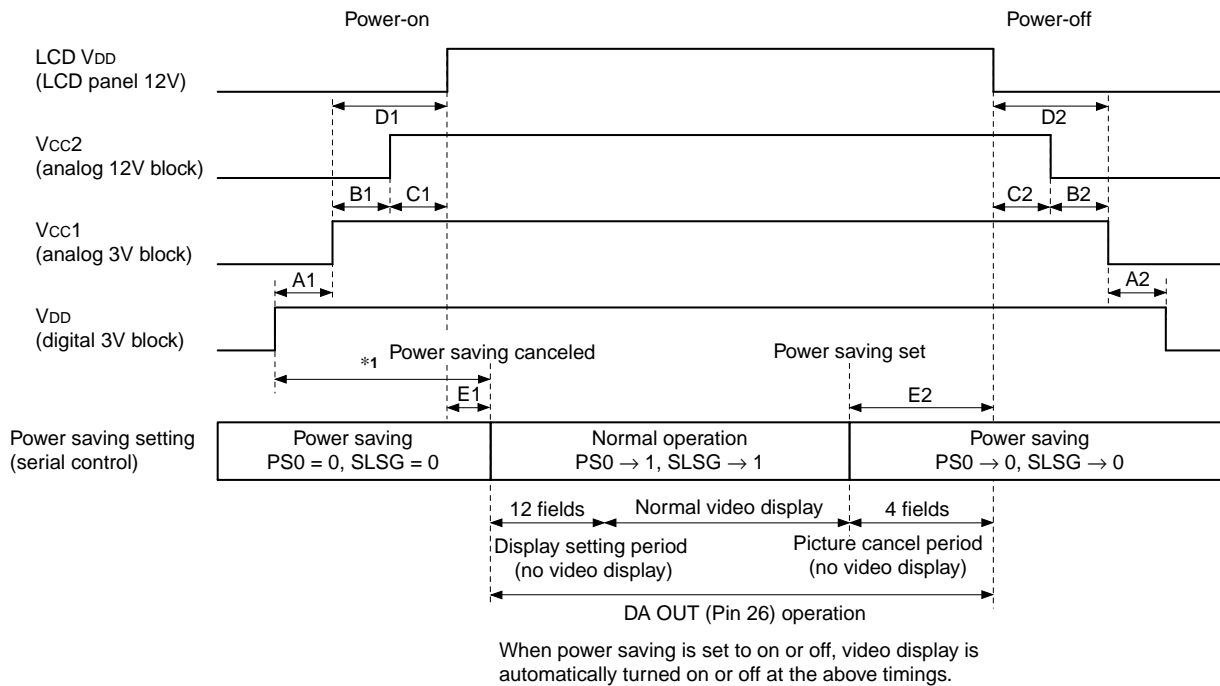 Power-on
Power-off
LCD VDD
(LCD panel 12V)
D1
D2
VCC2
(analog 12V block)
B1
C1
C2
B2
VCC1
(analog 3V block)
A1
A2
VDD
(digital 3V block)
*1
Power saving canceled
Power saving set
E1
E2
Power saving setting
(serial control)
Power saving
PS0 = 0, SLSG = 0
Normal operation
PS0 → 1, SLSG → 1
Power saving
PS0 → 0, SLSG → 0
12 fields
Normal video display
4 fields
Display setting period
(no video display)
Picture cancel period
(no video display)
DA OUT (Pin 26) operation
When power saving is set to on or off, video display is
automatically turned on or off at the above timings.